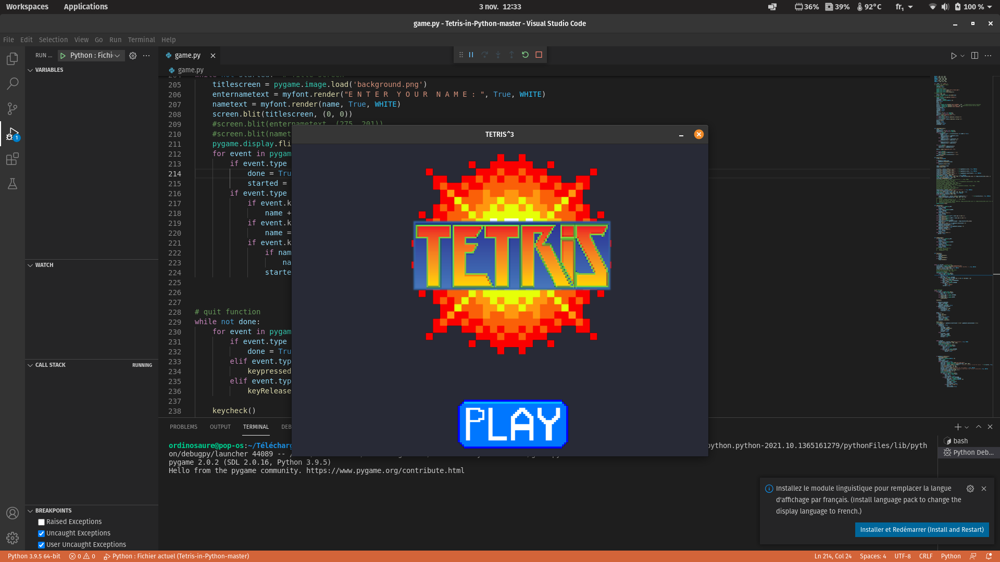 Workspaces Applications 3 nov. 12:33 36% 39% 92°C fr₁ 100 %
game.py - Tetris-in-Python-master - Visual Studio Code
File Edit Selection View Go Run Terminal Help
RUN ... Python : Fichi game.py
VARIABLES
game.py
205 titlescreen = pygame.image.load('background.png')
206 enternametext = myfont.render("E N T E R  Y O U R  N A M E : ", True, WHITE)
207 nametext = myfont.render(name, True, WHITE)
208 screen.blit(titlescreen, (0, 0))
209 #screen.blit(enternametext, (275, 201))
210 #screen.blit(namet
211 pygame.display.fli
212 for event in pygam
213 if event.type
214 done = Tru
215 started =
216 if event.type
217 if event.k
218 name +
219 if event.k
220 name =
221 if event.k
222 if nam
223 na
224 starte
225
226
227
228 # quit function
229 while not done:
230 for event in pygam
231 if event.type
232 done = Tru
233 elif event.typ
234 keypressed
235 elif event.typ
236 keyRelease
237
238 keycheck()
TETRIS^3
TETRIS
PLAY
WATCH
CALL STACK RUNNING
BREAKPOINTS
Raised Exceptions
Uncaught Exceptions
User Uncaught Exceptions
1
PROBLEMS OUTPUT TERMINAL DEB
ordinosaure@pop-os:~/Télécharg ython.python-2021.10.1365161279/pythonFiles/lib/pyth
on/debugpy/launcher 44089 -- /
pygame 2.0.2 (SDL 2.0.16, Python 3.9.5)
Hello from the pygame community. https://www.pygame.org/contribute.html
bash
Python Deb...
Installez le module linguistique pour remplacer la langue
d'affichage par français. (Install language pack to change the
display language to French.)
Installer et Redémarrer (Install and Restart)
Python 3.9.5 64-bit 0 0 Python : Fichier actuel (Tetris-in-Python-master) Ln 214, Col 24 Spaces: 4 UTF-8 CRLF Python